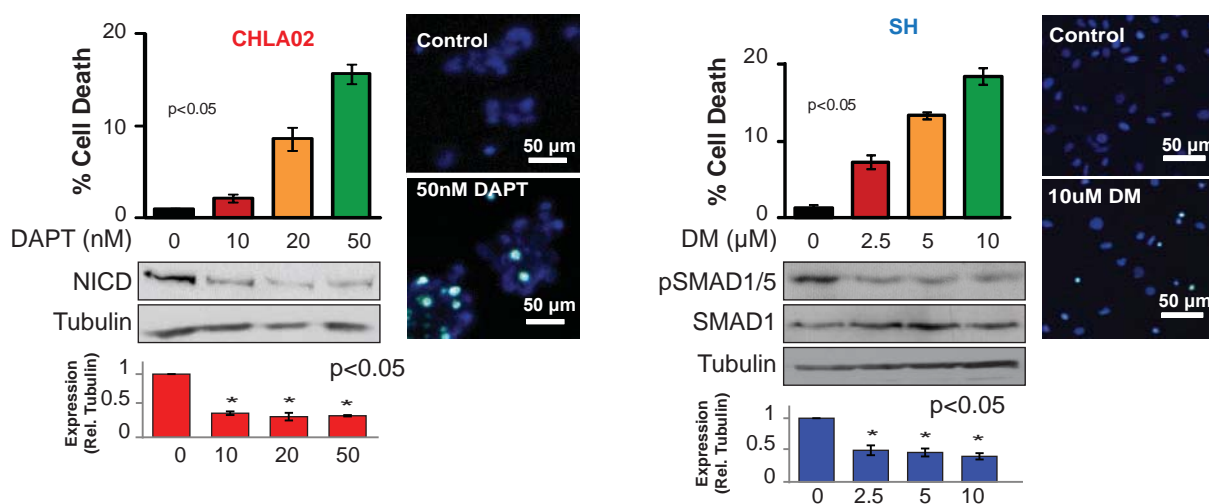 CHLA02
% Cell Death
20
10
0
p<0.05
DAPT (nM) 0 10 20 50
NICD
Tubulin
Expression
(Rel. Tubulin)
1
0.5
0
p<0.05
* * *
0 10 20 50
Control
50 µm
50nM DAPT
50 µm
SH
% Cell Death
20
10
0
p<0.05
DM (µM) 0 2.5 5 10
pSMAD1/5
SMAD1
Tubulin
Expression
(Rel. Tubulin)
1
0.5
0
p<0.05
* * *
0 2.5 5 10
Control
50 µm
10uM DM
50 µm